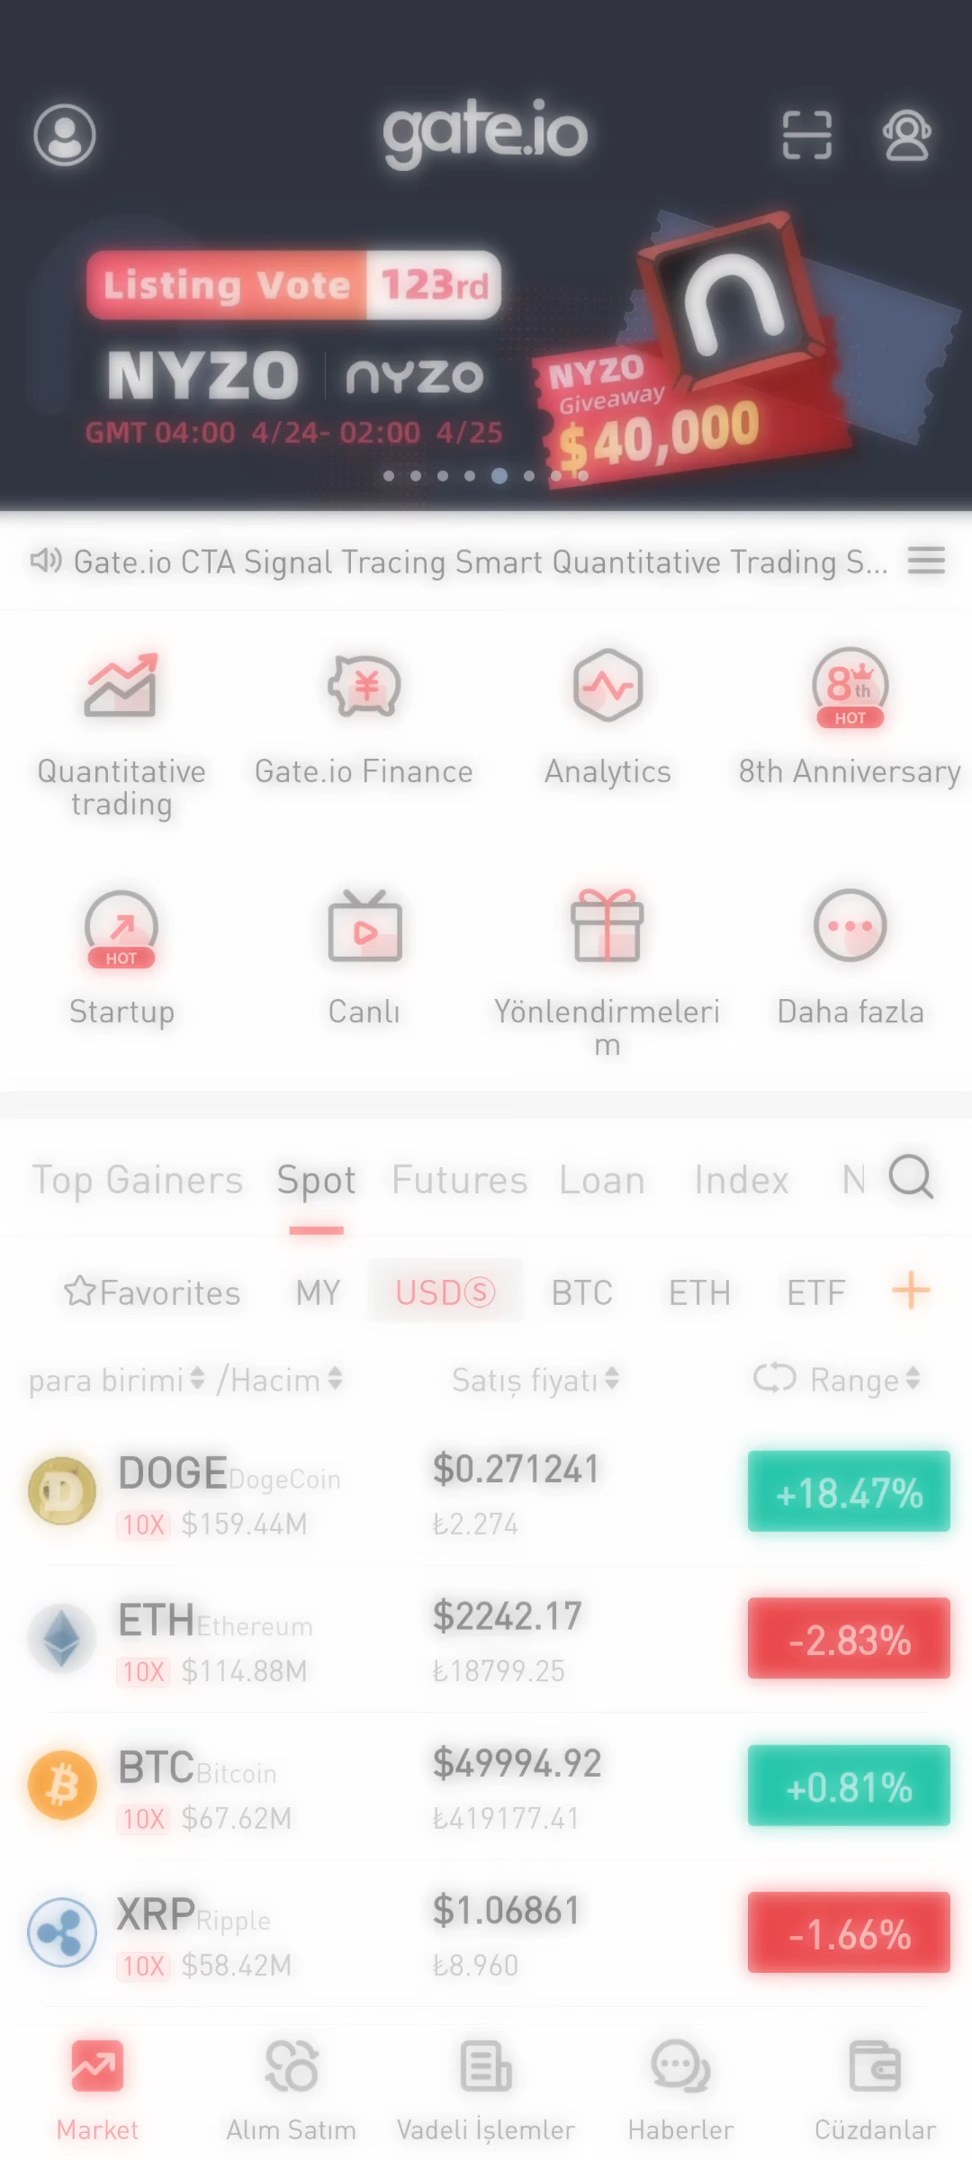 gate.io
Listing Vote 123rd
NYZO nyzo
GMT 04:00 4/24- 02:00 4/25
NYZO
Giveaway
$40,000
Gate.io CTA Signal Tracing Smart Quantitative Trading S...
Quantitative trading
Gate.io Finance
Analytics
8th
HOT
8th Anniversary
HOT
Startup
Canlı
Yönlendirmeleri
m
Daha fazla
Top Gainers Spot Futures Loan Index N
Favorites MY USDⓈ BTC ETH ETF
para birimi /Hacim Satış fiyatı Range
DOGE DogeCoin $0.271241 +18.47%
10X $159.44M ₺2.274
ETH Ethereum $2242.17 -2.83%
10X $114.88M ₺18799.25
BTC Bitcoin $49994.92 +0.81%
10X $67.62M ₺419177.41
XRP Ripple $1.06861 -1.66%
10X $58.42M ₺8.960
Market Alım Satım Vadeli İşlemler Haberler Cüzdanlar